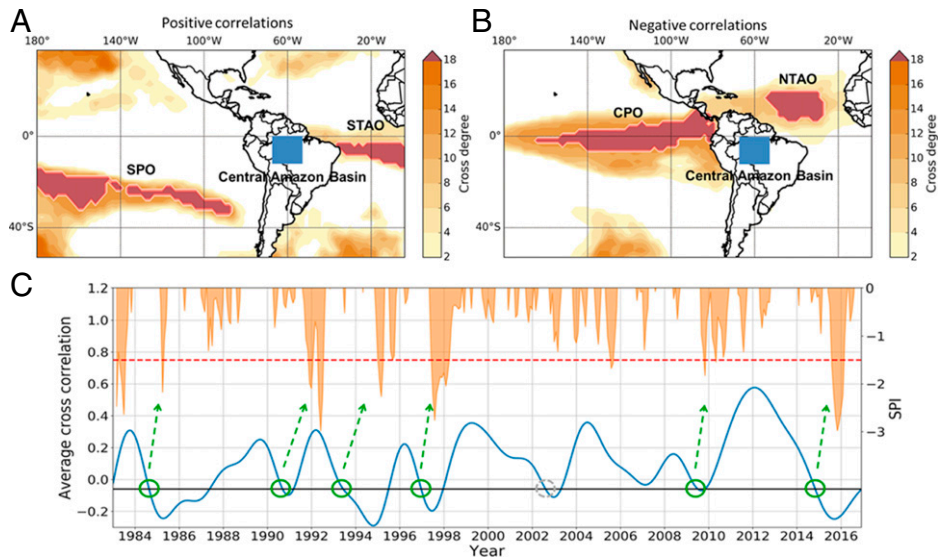 A
Positive correlations
180°
140°W
100°W
60°W
20°W
0°
40°S
SPO
STAO
Central Amazon Basin
18
16
14
12
10
8
6
4
2
Cross degree
B
Negative correlations
180°
140°W
100°W
60°W
20°W
0°
40°S
CPO
NTAO
Central Amazon Basin
18
16
14
12
10
8
6
4
2
Cross degree
C
Average cross correlation
1.2
1.0
0.8
0.6
0.4
0.2
0.0
−0.2
0
−1
−2
−3
SPI
1984 1986 1988 1990 1992 1994 1996 1998 2000 2002 2004 2006 2008 2010 2012 2014 2016
Year